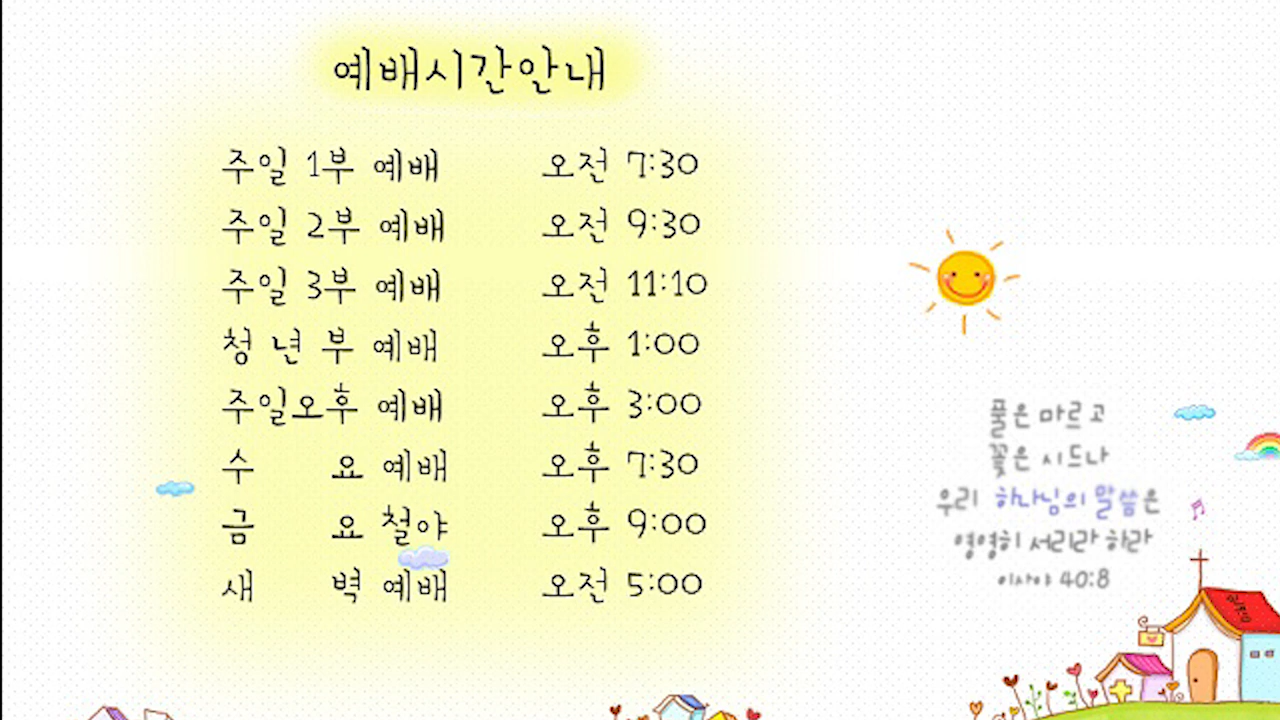 예배시간안내
주일 1부 예배 오전 7:30
주일 2부 예배 오전 9:30
주일 3부 예배 오전 11:10
청 년 부 예배 오후 1:00
주일오후 예배 오후 3:00
수 요 예배 오후 7:30
금 요 철야 오후 9:00
새 벽 예배 오전 5:00
풀은 마르고
꽃은 시드나
우리 하나님의 말씀은
영영히 서리라 하라
이사야 40:8